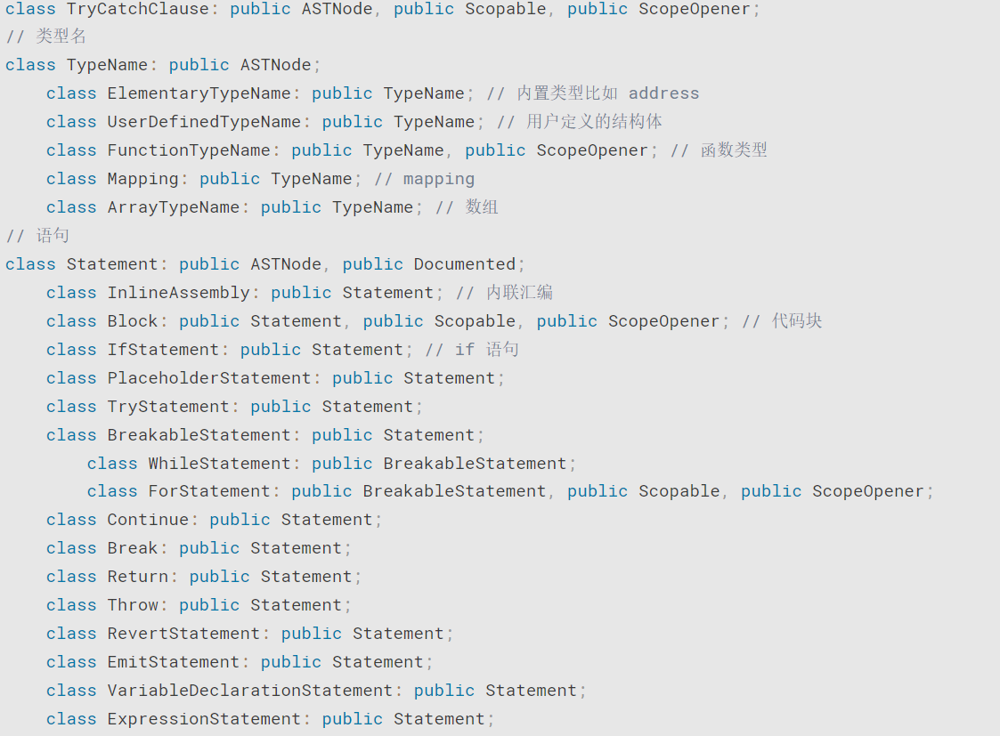 class TryCatchClause: public ASTNode, public Scopable, public ScopeOpener;
// 类型名
class TypeName: public ASTNode;
    class ElementaryTypeName: public TypeName; // 内置类型比如 address
    class UserDefinedTypeName: public TypeName; // 用户定义的结构体
    class FunctionTypeName: public TypeName, public ScopeOpener; // 函数类型
    class Mapping: public TypeName; // mapping
    class ArrayTypeName: public TypeName; // 数组
// 语句
class Statement: public ASTNode, public Documented;
    class InlineAssembly: public Statement; // 内联汇编
    class Block: public Statement, public Scopable, public ScopeOpener; // 代码块
    class IfStatement: public Statement; // if 语句
    class PlaceholderStatement: public Statement;
    class TryStatement: public Statement;
    class BreakableStatement: public Statement;
        class WhileStatement: public BreakableStatement;
        class ForStatement: public BreakableStatement, public Scopable, public ScopeOpener;
    class Continue: public Statement;
    class Break: public Statement;
    class Return: public Statement;
    class Throw: public Statement;
    class RevertStatement: public Statement;
    class EmitStatement: public Statement;
    class VariableDeclarationStatement: public Statement;
    class ExpressionStatement: public Statement;